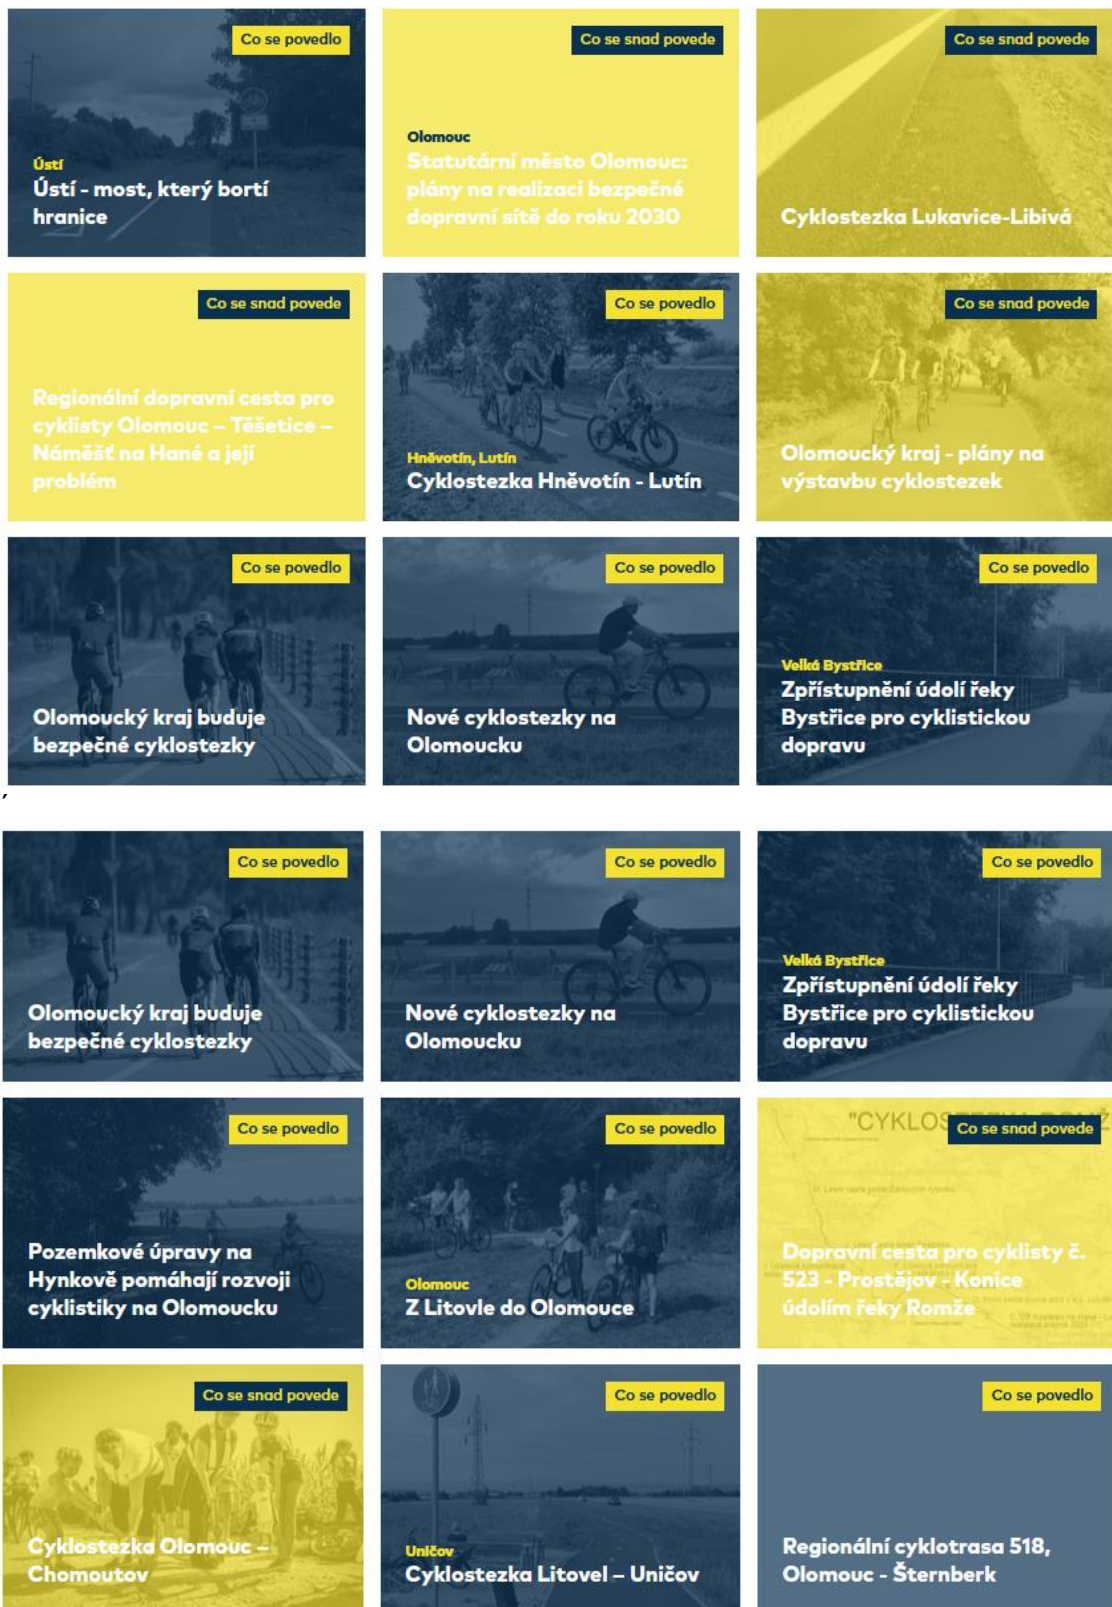 Co se povedlo
Ústí
Ústí - most, který bortí
hranice
Co se snad povede
Olomouc
Statutární město Olomouc:
plány na realizaci bezpečné
dopravní sítě do roku 2030
Co se snad povede
Cyklostezka Lukavice-Libivá
Co se snad povede
Regionální dopravní cesta pro
cyklisty Olomouc – Těšetice –
Náměšť na Hané a její
problém
Co se povedlo
Hněvotín, Lutín
Cyklostezka Hněvotín - Lutín
Co se snad povede
Olomoucký kraj - plány na
výstavbu cyklostezek
Co se povedlo
Olomoucký kraj buduje
bezpečné cyklostezky
Co se povedlo
Nové cyklostezky na
Olomoucku
Co se povedlo
Velká Bystřice
Zpřístupnění údolí řeky
Bystřice pro cyklistickou
dopravu
Co se povedlo
Olomoucký kraj buduje
bezpečné cyklostezky
Co se povedlo
Nové cyklostezky na
Olomoucku
Co se povedlo
Velká Bystřice
Zpřístupnění údolí řeky
Bystřice pro cyklistickou
dopravu
Co se povedlo
Pozemkové úpravy na
Hynkově pomáhají rozvoji
cyklistiky na Olomoucku
Co se povedlo
Olomouc
Z Litovle do Olomouce
Co se snad povede
Dopravní cesta pro cyklisty č.
523 - Prostějov - Konice
údolím řeky Romže
Co se snad povede
Cyklostezka Olomouc –
Chomoutov
Co se povedlo
Uničov
Cyklostezka Litovel – Uničov
Co se povedlo
Regionální cyklotrasa 518,
Olomouc - Šternberk